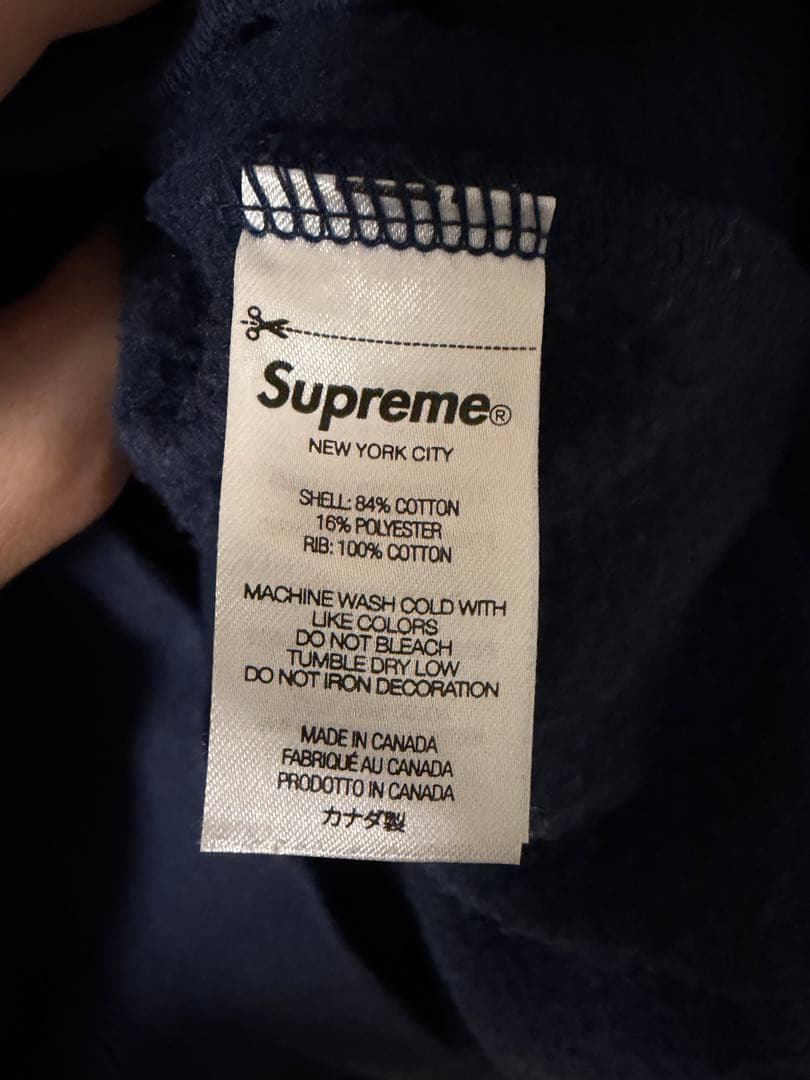 Supreme®
NEW YORK CITY
SHELL: 84% COTTON
16% POLYESTER
RIB: 100% COTTON
MACHINE WASH COLD WITH
LIKE COLORS
DO NOT BLEACH
TUMBLE DRY LOW
DO NOT IRON DECORATION
MADE IN CANADA
FABRIQUÉ AU CANADA
PRODOTTO IN CANADA
カナダ製